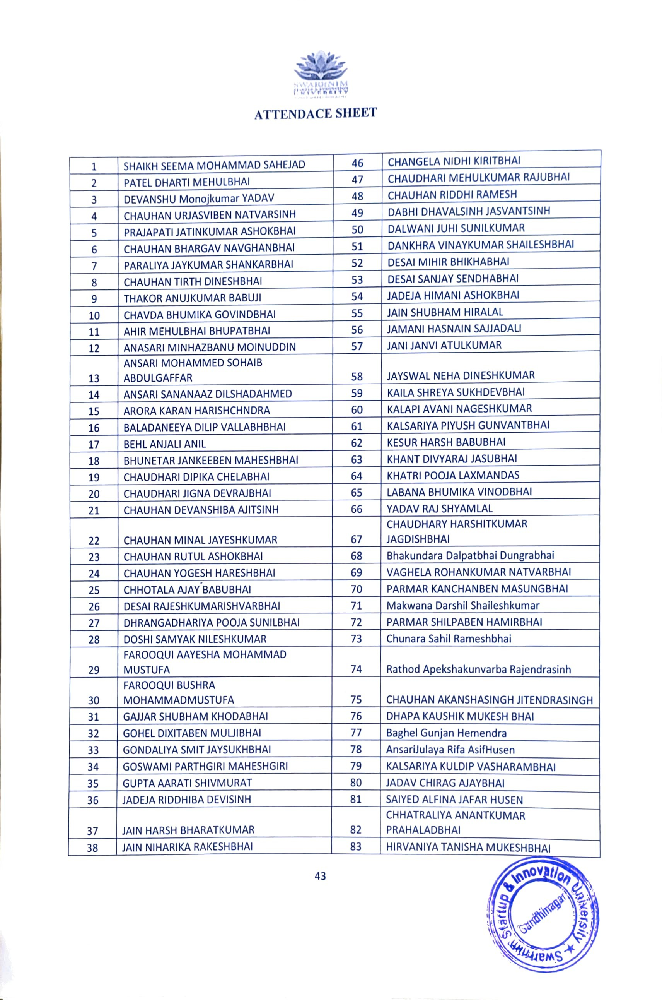 UNIVERSITY
ATTENDACE SHEET
1 SHAIKH SEEMA MOHAMMAD SAHEJAD 46 CHANGELA NIDHI KIRITBHAI
2 PATEL DHARTI MEHULBHAI 47 CHAUDHARI MEHULKUMAR RAJUBHAI
3 DEVANSHU Monojkumar YADAV 48 CHAUHAN RIDDHI RAMESH
4 CHAUHAN URJASVIBEN NATVARSINH 49 DABHI DHAVALSINH JASVANTSINH
5 PRAJAPATI JATINKUMAR ASHOKBHAI 50 DALWANI JUHI SUNILKUMAR
6 CHAUHAN BHARGAV NAVGHANBHAI 51 DANKHRA VINAYKUMAR SHAILESHBHAI
7 PARALIYA JAYKUMAR SHANKARBHAI 52 DESAI MIHIR BHIKHABHAI
8 CHAUHAN TIRTH DINESHBHAI 53 DESAI SANJAY SENDHABHAI
9 THAKOR ANUJKUMAR BABUJI 54 JADEJA HIMANI ASHOKBHAI
10 CHAVDA BHUMIKA GOVINDBHAI 55 JAIN SHUBHAM HIRALAL
11 AHIR MEHULBHAI BHUPATBHAI 56 JAMANI HASNAIN SAJJADALI
12 ANASARI MINHAZBANU MOINUDDIN 57 JANI JANVI ATULKUMAR
ANSARI MOHAMMED SOHAIB
13 ABDULGAFFAR 58 JAYSWAL NEHA DINESHKUMAR
14 ANSARI SANANAAZ DILSHADAHMED 59 KAILA SHREYA SUKHDEVBHAI
15 ARORA KARAN HARISHCHNDRA 60 KALAPI AVANI NAGESHKUMAR
16 BALADANEEYA DILIP VALLABHBHAI 61 KALSARIYA PIYUSH GUNVANTBHAI
17 BEHL ANJALI ANIL 62 KESUR HARSH BABUBHAI
18 BHUNETAR JANKEEBEN MAHESHBHAI 63 KHANT DIVYARAJ JASUBHAI
19 CHAUDHARI DIPIKA CHELABHAI 64 KHATRI POOJA LAXMANDAS
20 CHAUDHARI JIGNA DEVRAJBHAI 65 LABANA BHUMIKA VINODBHAI
21 CHAUHAN DEVANSHIBA AJITSINH 66 YADAV RAJ SHYAMLAL
CHAUDHARY HARSHITKUMAR
22 CHAUHAN MINAL JAYESHKUMAR 67 JAGDISHBHAI
23 CHAUHAN RUTUL ASHOKBHAI 68 Bhakundara Dalpatbhai Dungrabhai
24 CHAUHAN YOGESH HARESHBHAI 69 VAGHELA ROHANKUMAR NATVARBHAI
25 CHHOTALA AJAY BABUBHAI 70 PARMAR KANCHANBEN MASUNGBHAI
26 DESAI RAJESHKUMARISHVARBHAI 71 Makwana Darshil Shaileshkumar
27 DHRANGADHARIYA POOJA SUNILBHAI 72 PARMAR SHILPABEN HAMIRBHAI
28 DOSHI SAMYAK NILESHKUMAR 73 Chunara Sahil Rameshbhai
FAROOQUI AAYESHA MOHAMMAD
29 MUSTUFA 74 Rathod Apekshakunvarba Rajendrasinh
FAROOQUI BUSHRA
30 MOHAMMADMUSTUFA 75 CHAUHAN AKANSHASINGH JITENDRASINGH
31 GAJJAR SHUBHAM KHODABHAI 76 DHAPA KAUSHIK MUKESH BHAI
32 GOHEL DIXITABEN MULJIBHAI 77 Baghel Gunjan Hemendra
33 GONDALIYA SMIT JAYSUKHBHAI 78 AnsariJulaya Rifa AsifHusen
34 GOSWAMI PARTHGIRI MAHESHGIRI 79 KALSARIYA KULDIP VASHARAMBHAI
35 GUPTA AARATI SHIVMURAT 80 JADAV CHIRAG AJAYBHAI
36 JADEJA RIDDHIBA DEVISINH 81 SAIYED ALFINA JAFAR HUSEN
CHHATRALIYA ANANTKUMAR
37 JAIN HARSH BHARATKUMAR 82 PRAHALADBHAI
38 JAIN NIHARIKA RAKESHBHAI 83 HIRVANIYA TANISHA MUKESHBHAI
43
Swarrnim Startup & Innovation University ★
Gandhinagar